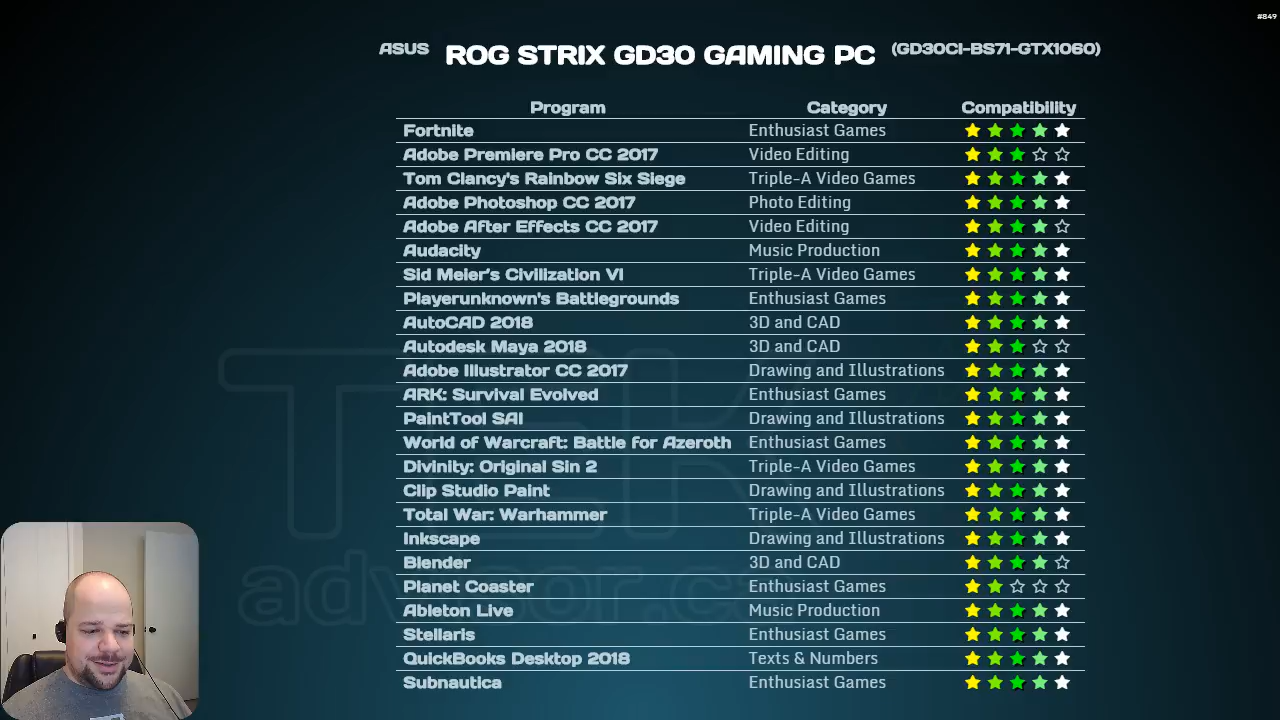 #849
ASUS ROG STRIX GD30 GAMING PC (GD30CI-BS71-GTX1060)
Program Category Compatibility
Fortnite Enthusiast Games
Adobe Premiere Pro CC 2017 Video Editing
Tom Clancy's Rainbow Six Siege Triple-A Video Games
Adobe Photoshop CC 2017 Photo Editing
Adobe After Effects CC 2017 Video Editing
Audacity Music Production
Sid Meier's Civilization VI Triple-A Video Games
Playerunknown's Battlegrounds Enthusiast Games
AutoCAD 2018 3D and CAD
Autodesk Maya 2018 3D and CAD
Adobe Illustrator CC 2017 Drawing and Illustrations
ARK: Survival Evolved Enthusiast Games
PaintTool SAI Drawing and Illustrations
World of Warcraft: Battle for Azeroth Enthusiast Games
Divinity: Original Sin 2 Triple-A Video Games
Clip Studio Paint Drawing and Illustrations
Total War: Warhammer Triple-A Video Games
Inkscape Drawing and Illustrations
Blender 3D and CAD
Planet Coaster Enthusiast Games
Ableton Live Music Production
Stellaris Enthusiast Games
QuickBooks Desktop 2018 Texts & Numbers
Subnautica Enthusiast Games